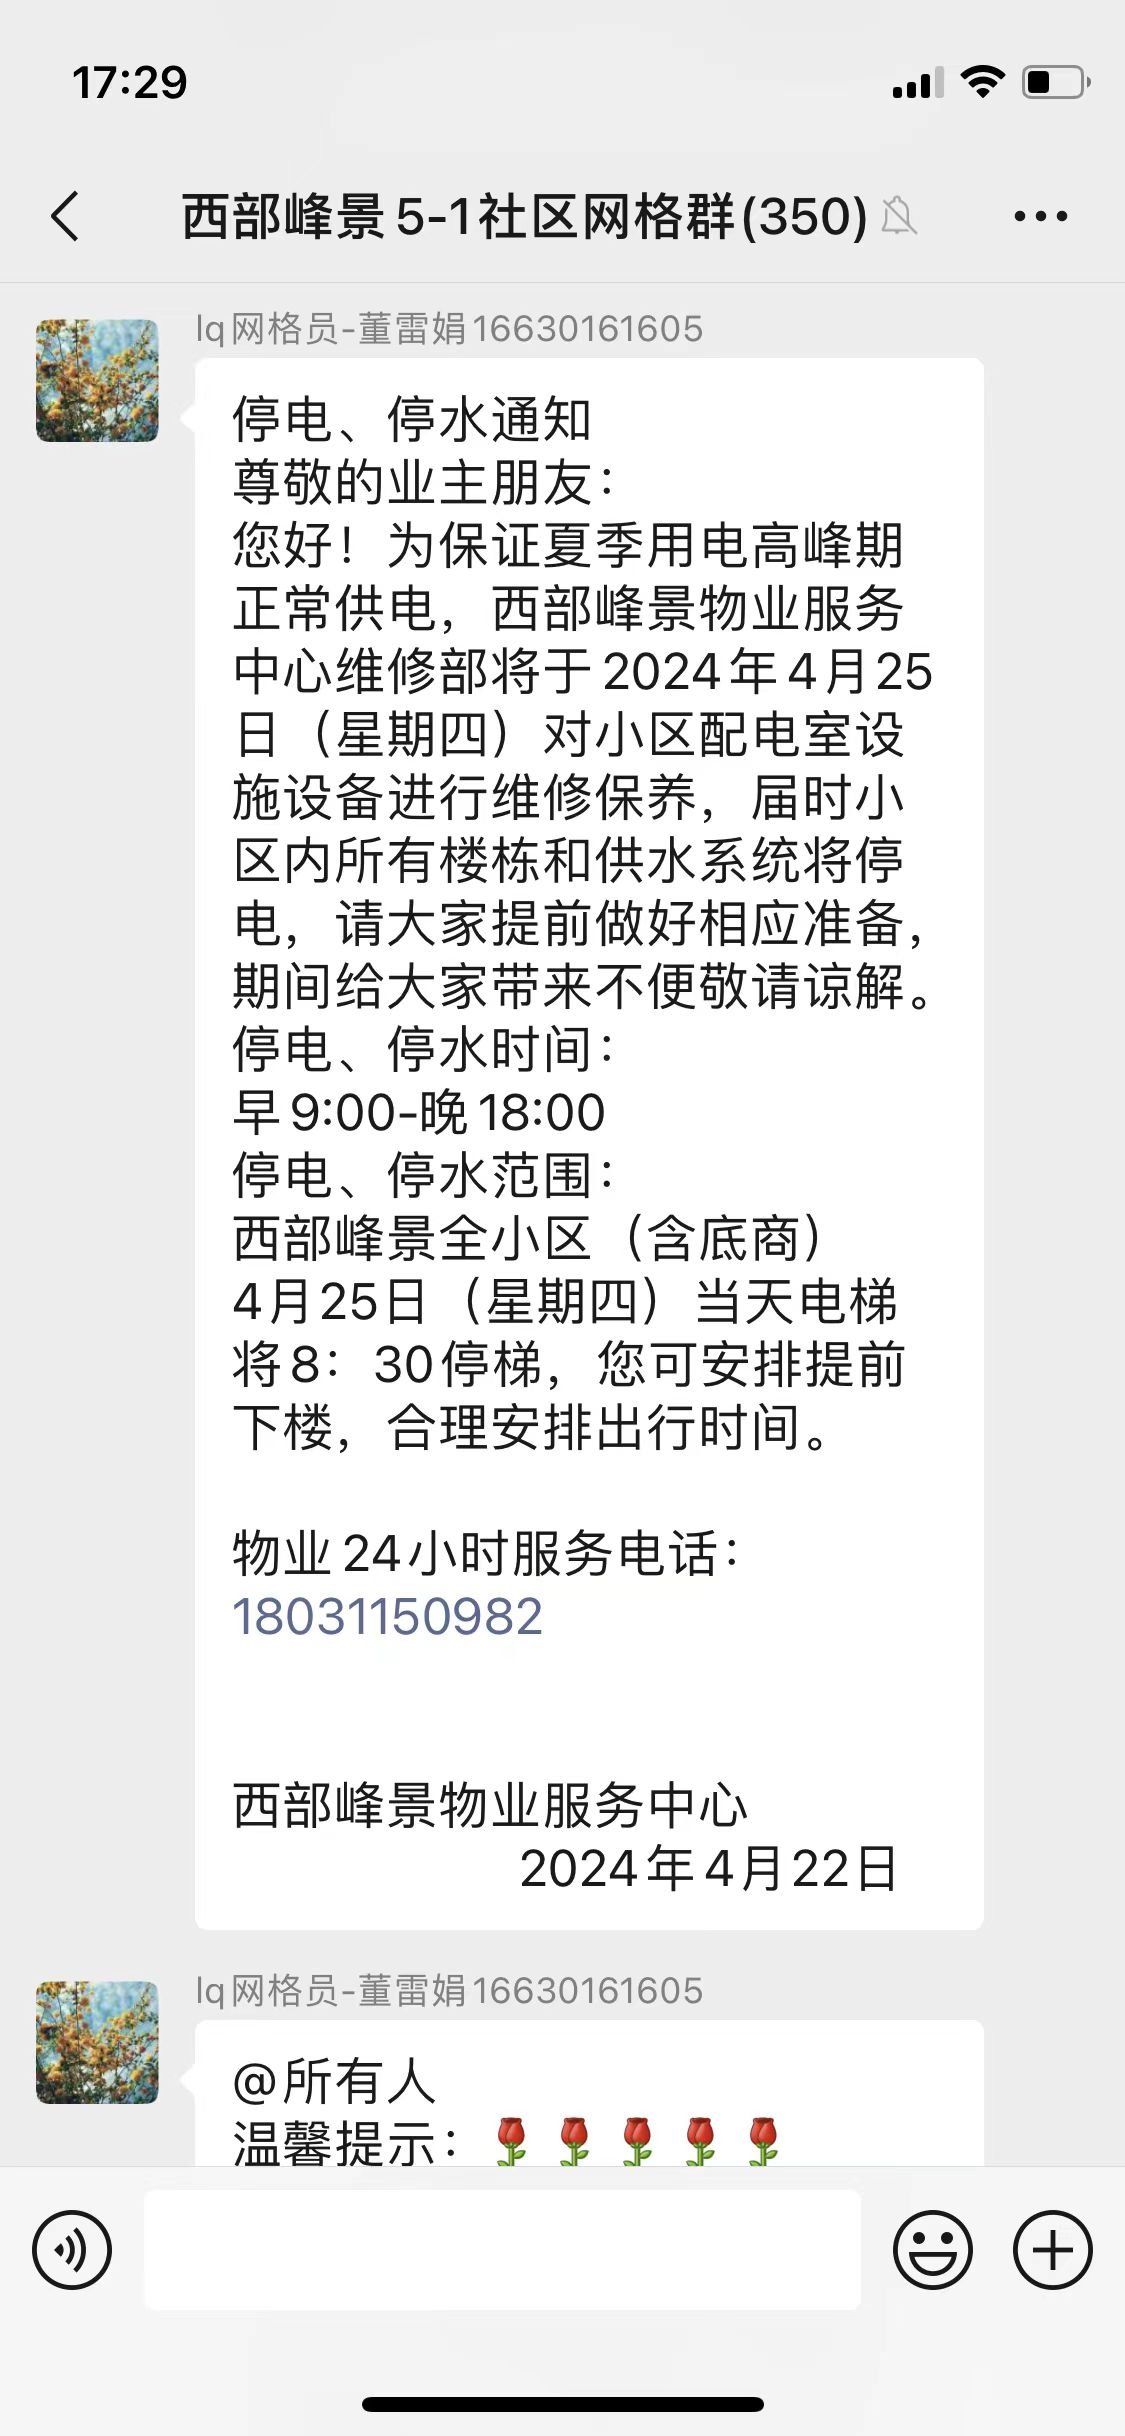 17:29
西部峰景5-1社区网格群(350)
lq网格员-董雷娟16630161605
停电、停水通知
尊敬的业主朋友：
您好！为保证夏季用电高峰期
正常供电，西部峰景物业服务
中心维修部将于2024年4月25
日（星期四）对小区配电室设
施设备进行维修保养，届时小
区内所有楼栋和供水系统将停
电，请大家提前做好相应准备，
期间给大家带来不便敬请谅解。
停电、停水时间：
早9:00-晚18:00
停电、停水范围：
西部峰景全小区（含底商）
4月25日（星期四）当天电梯
将8：30停梯，您可安排提前
下楼，合理安排出行时间。
物业24小时服务电话：
18031150982
西部峰景物业服务中心
2024年4月22日
lq网格员-董雷娟16630161605
@所有人
温馨提示：🌹🌹🌹🌹🌹